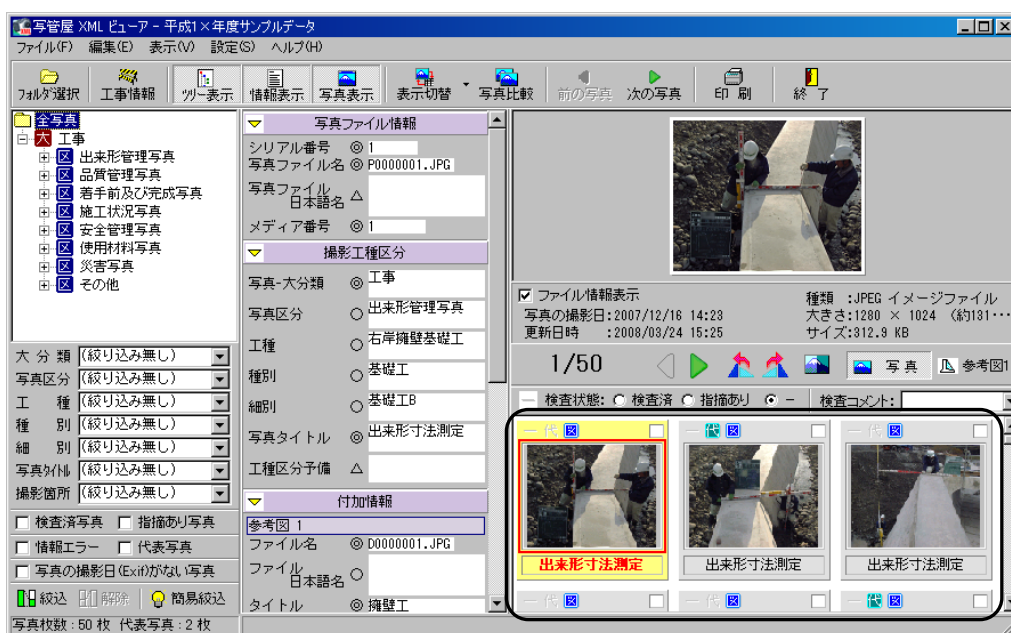 写管屋 XML ビューア - 平成1×年度サンプルデータ
ファイル(F) 編集(E) 表示(V) 設定(S) ヘルプ(H)
フォルダ選択 工事情報 ツリー表示 情報表示 写真表示 表示切替 写真比較 前の写真 次の写真 印 刷 終 了
全写真
大 工事
区 出来形管理写真
区 品質管理写真
区 着手前及び完成写真
区 施工状況写真
区 安全管理写真
区 使用材料写真
区 災害写真
区 その他
大 分 類 (絞り込み無し)
写真区分 (絞り込み無し)
工 種 (絞り込み無し)
種 別 (絞り込み無し)
細 別 (絞り込み無し)
写真タイトル (絞り込み無し)
撮影箇所 (絞り込み無し)
検査済写真 指摘あり写真
情報エラー 代表写真
写真の撮影日(Exif)がない写真
絞込 解除 簡易絞込
写真枚数:50 枚 代表写真:2 枚
写真ファイル情報
シリアル番号 ◎ 1
写真ファイル名 ◎ P0000001.JPG
写真ファイル
日本語名 △
メディア番号 ◎ 1
撮影工種区分
写真-大分類 ◎ 工事
写真区分 ○ 出来形管理写真
工種 ○ 右岸擁壁基礎工
種別 ○ 基礎工
細別 ○ 基礎工B
写真タイトル ◎ 出来形寸法測定
工種区分予備 △
付加情報
参考図 1
ファイル名 ◎ D0000001.JPG
ファイル
日本語名 ○
タイトル ◎ 擁壁工
ファイル情報表示
写真の撮影日:2007/12/16 14:23
更新日時 :2008/03/24 15:25
種類 :JPEG イメージファイル
大きさ:1280 × 1024 (約131…
サイズ:312.9 KB
1/50 写 真 参考図1
一 検査状態: 検査済 指摘あり － 検査コメント:
一 代 図
一 代 図
一 代 図
出来形寸法測定
出来形寸法測定
出来形寸法測定
一 代 図
一 代 図
一 代 図